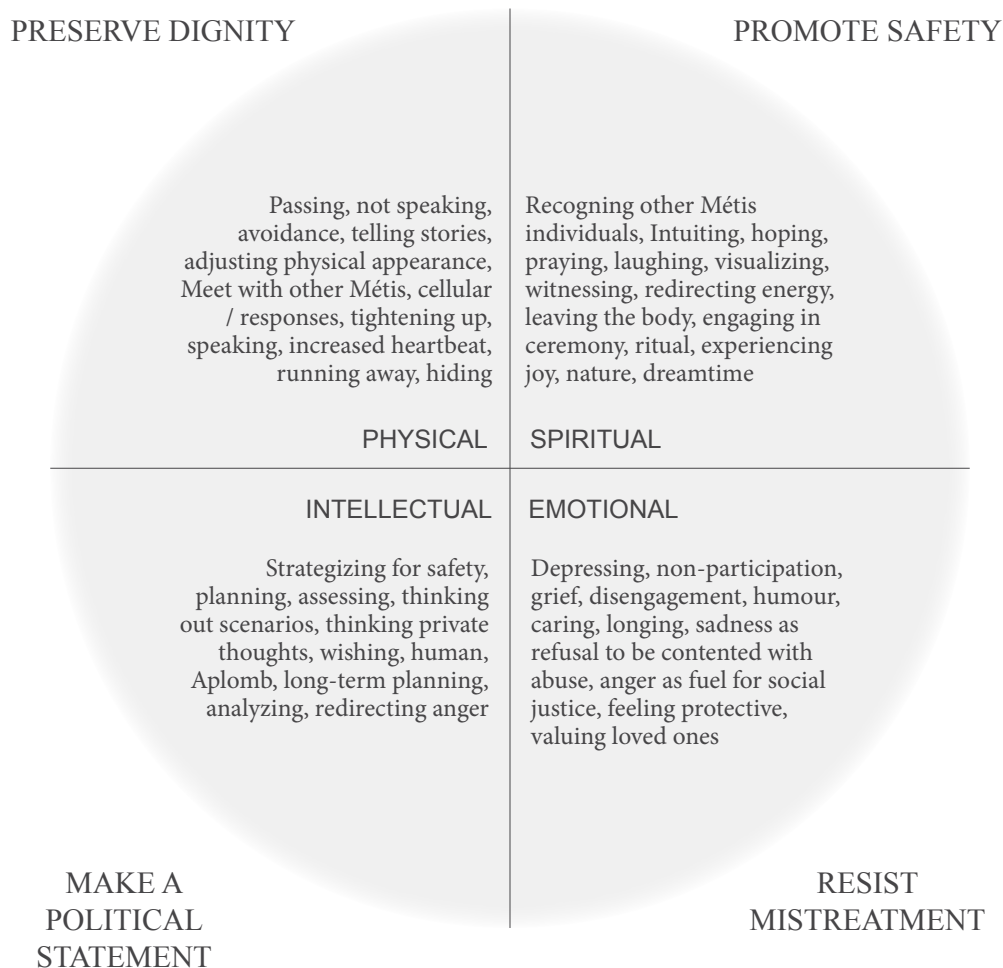 PRESERVE DIGNITY
PROMOTE SAFETY
Passing, not speaking,
avoidance, telling stories,
adjusting physical appearance,
Meet with other Métis, cellular
/ responses, tightening up,
speaking, increased heartbeat,
running away, hiding
PHYSICAL
Recogning other Métis
individuals, Intuiting, hoping,
praying, laughing, visualizing,
witnessing, redirecting energy,
leaving the body, engaging in
ceremony, ritual, experiencing
joy, nature, dreamtime
SPIRITUAL
INTELLECTUAL
Strategizing for safety,
planning, assessing, thinking
out scenarios, thinking private
thoughts, wishing, human,
Aplomb, long-term planning,
analyzing, redirecting anger
EMOTIONAL
Depressing, non-participation,
grief, disengagement, humour,
caring, longing, sadness as
refusal to be contented with
abuse, anger as fuel for social
justice, feeling protective,
valuing loved ones
MAKE A
POLITICAL
STATEMENT
RESIST
MISTREATMENT